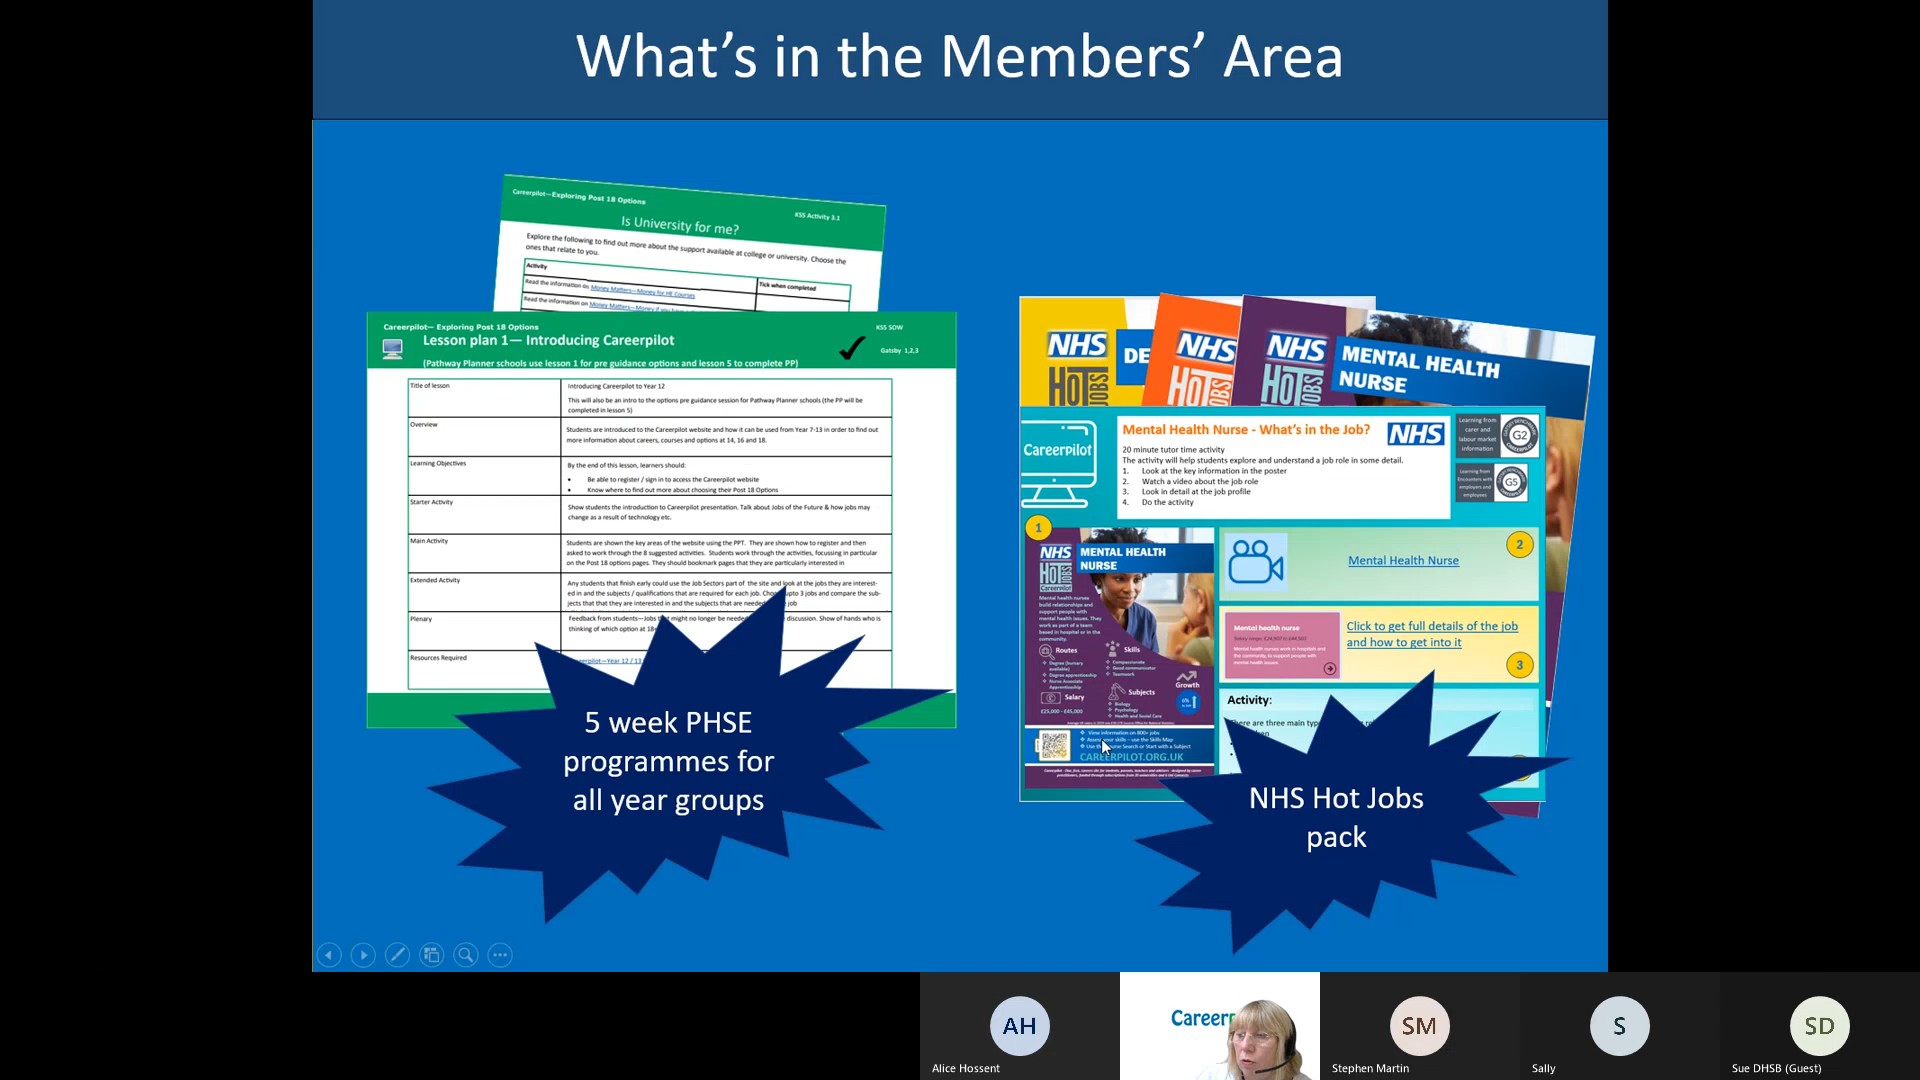 What's in the Members' Area
Careerpilot—Exploring Post 18 Options
KS5 Activity 3.1
Is University for me?
Explore the following to find out more about the support available at college or university. Choose the
ones that relate to you.
Activity
Tick when completed
Read the information on Money Matters—Money for HE Courses
Read the information on Money Matters—Money if you have
Careerpilot— Exploring Post 18 Options
KS5 SOW
Lesson plan 1— Introducing Careerpilot
Gatsby 1,2,3
(Pathway Planner schools use lesson 1 for pre guidance options and lesson 5 to complete PP)
Title of lesson
Introducing Careerpilot to Year 12
This will also be an intro to the options pre guidance session for Pathway Planner schools (the PP will be
completed in lesson 5)
Overview
Students are introduced to the Careerpilot website and how it can be used from Year 7-13 in order to find out
more information about careers, courses and options at 14, 16 and 18.
Learning Objectives
By the end of this lesson, learners should:
• Be able to register / sign in to access the Careerpilot website
• Know where to find out more about choosing their Post 18 Options
Starter Activity
Show students the introduction to Careerpilot presentation. Talk about Jobs of the Future & how jobs may
change as a result of technology etc.
Main Activity
Students are shown the key areas of the website using the PPT. They are shown how to register and then
asked to work through the 8 suggested activities. Students work through the activities, focussing in particular
on the Post 18 options pages. They should bookmark pages that they are particularly interested in
Extended Activity
Any students that finish early could use the Job Sectors part of the site and look at the jobs they are interest-
ed in and the subjects / qualifications that are required for each job. Choose upto 3 jobs and compare the sub-
jects that that they are interested in and the subjects that are needed job
Plenary
Feedback from students—Jobs that might no longer be needed discussion. Show of hands who is
thinking of which option at 18
Resources Required
Careerpilot—Year 12 / 13
5 week PHSE
programmes for
all year groups
NHS
HOT JOBS
DE
NHS
HOT JOBS
NHS
HOT JOBS
MENTAL HEALTH
NURSE
Careerpilot
Mental Health Nurse - What's in the Job?
NHS
20 minute tutor time activity
The activity will help students explore and understand a job role in some detail.
1. Look at the key information in the poster
2. Watch a video about the job role
3. Look in detail at the job profile
4. Do the activity
Learning from
career and
labour market
information
G2
Learning from
Encounters with
employers and
employees
G5
1
NHS
HOT JOBS
Careerpilot
MENTAL HEALTH
NURSE
Mental health nurses
build relationships and
support people with
mental health issues. They
work as part of a team
based in hospital or in the
community.
Routes
Degree (bursary
available)
Degree apprenticeship
Nurse Associate
Apprenticeship
Skills
Compassionate
Good communicator
Teamwork
Salary
£25,000 - £45,000
Subjects
Biology
Psychology
Health and Social Care
Growth
View information on 800+ jobs
Assess your skills – use the Skills Map
Use the Course Search or Start with a Subject
CAREERPILOT.ORG.UK
2
Mental Health Nurse
Mental health nurse
Mental health nurses work in hospitals and
the community, to support people with
mental health issues.
Click to get full details of the job
and how to get into it
3
Activity:
There are three main
NHS Hot Jobs
pack
AH
Alice Hossent
Career
SM
Stephen Martin
S
Sally
SD
Sue DHSB (Guest)